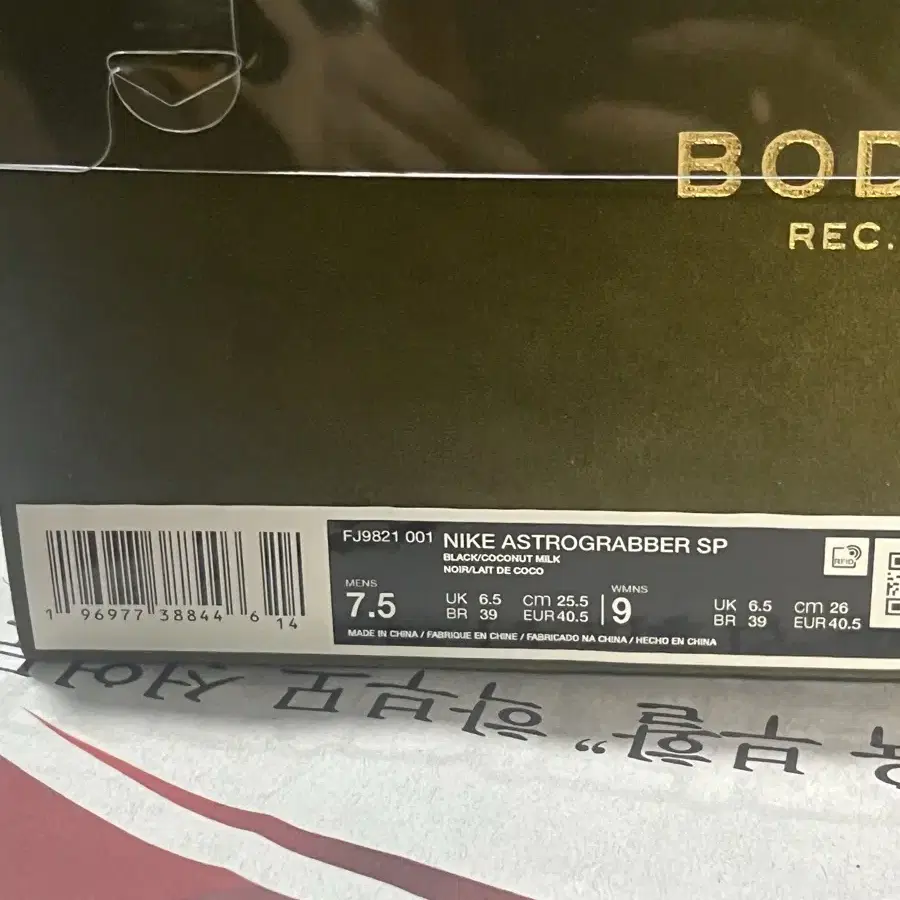 BOD
REC.
FJ9821 001 NIKE ASTROGRABBER SP
BLACK/COCONUT MILK
NOIR/LAIT DE COCO
RFID
MENS
7.5
UK 6.5 cm 25.5
BR 39 EUR 40.5
WMNS
9
UK 6.5 cm 26
BR 39 EUR 40.5
MADE IN CHINA / FABRIQUE EN CHINE / FABRICADO NA CHINA / HECHO EN CHINA
1 96977 38844 6 14